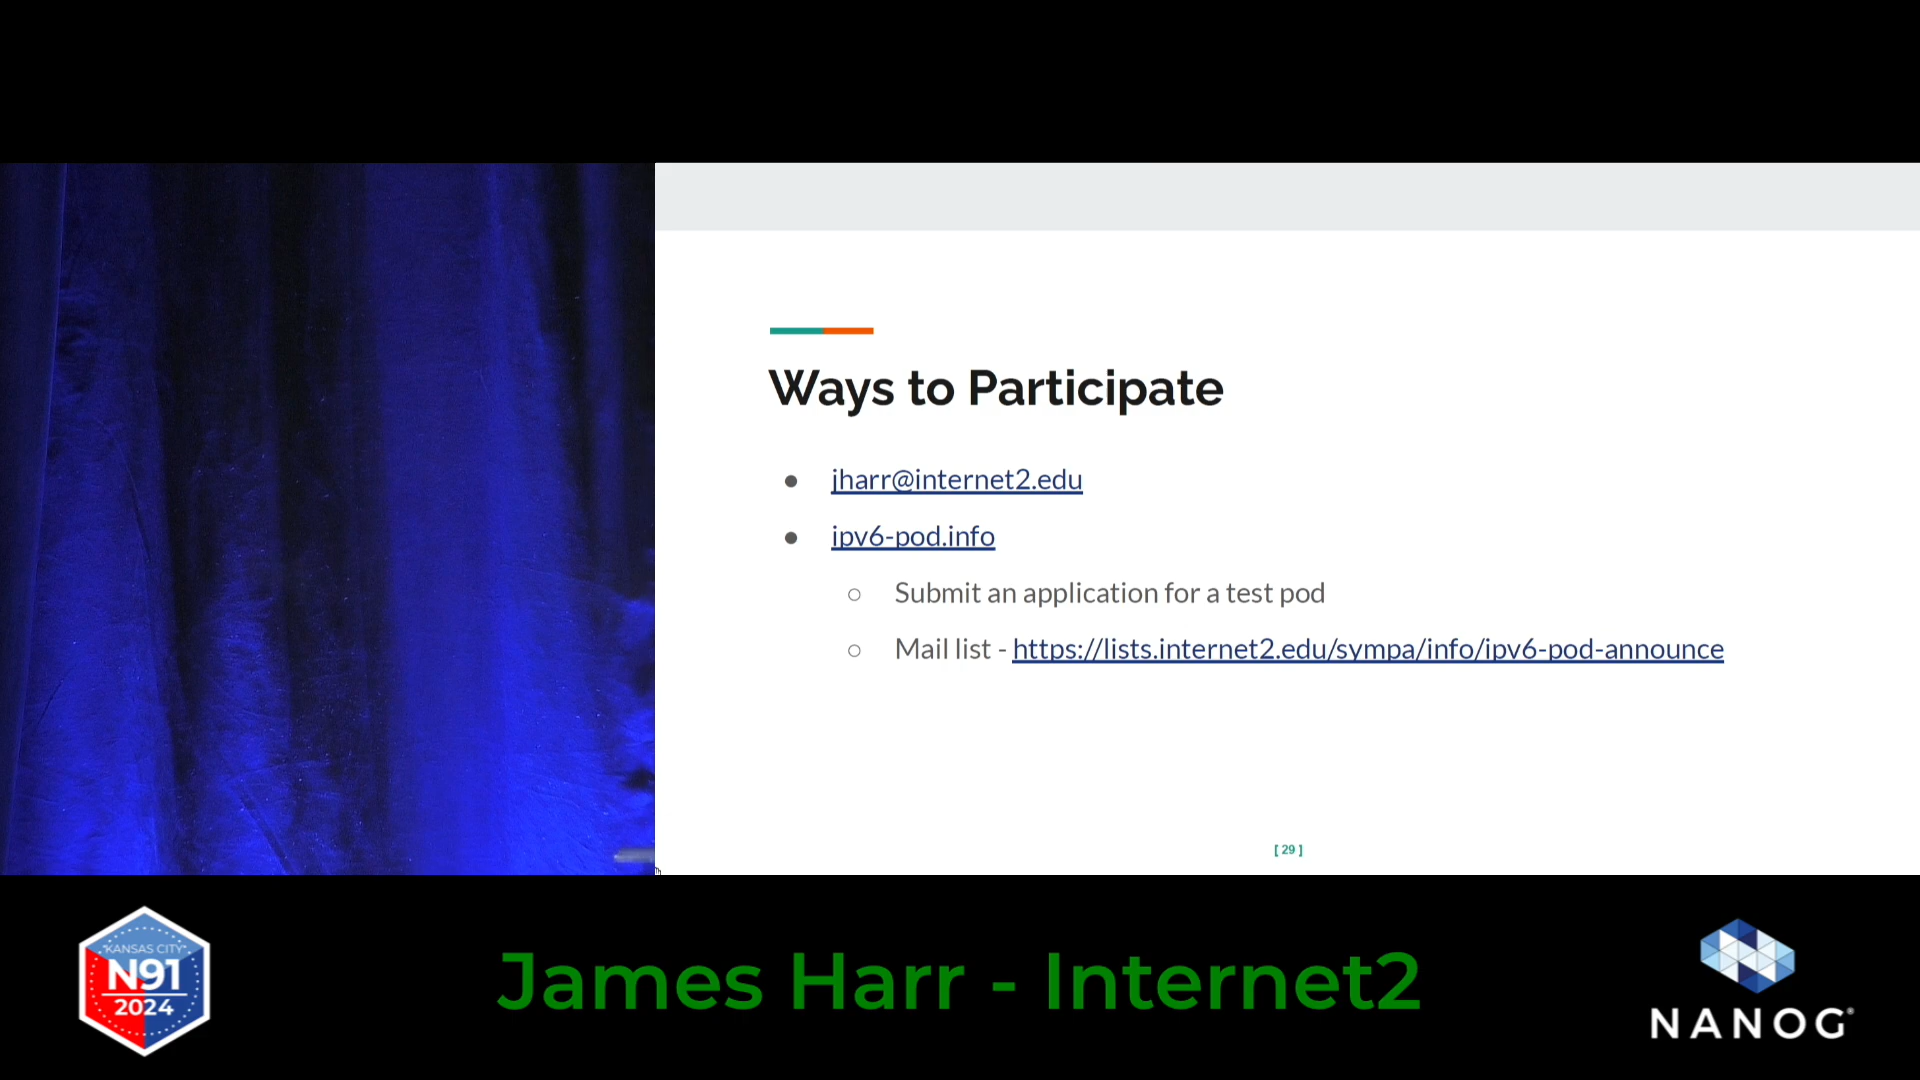 Ways to Participate
● jharr@internet2.edu
● ipv6-pod.info
○ Submit an application for a test pod
○ Mail list - https://lists.internet2.edu/sympa/info/ipv6-pod-announce
[ 29 ]
KANSAS CITY
N91
2024
James Harr - Internet2
NANOG®